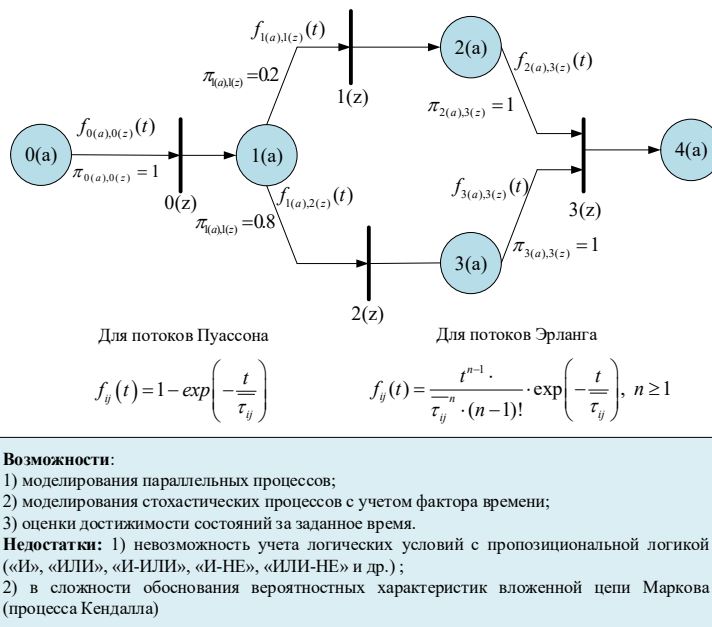 f1(a),1(z)(t)
2(a)
f2(a),3(z)(t)
π1(a),1(z)=0.2
1(z)
π2(a),3(z) = 1
f0(a),0(z)(t)
0(a)
1(a)
4(a)
π0(a),0(z) = 1
0(z)
f1(a),2(z)(t)
f3(a),3(z)(t)
3(z)
π1(a),1(z)=0.8
π3(a),3(z) = 1
3(a)
2(z)
Для потоков Пуассона
Для потоков Эрланга
fij (t) = 1 − exp(− t / τij)
fij(t) = t^n−1 · / τij^n · (n−1)! · exp(− t / τij), n ≥ 1
Возможности:
1) моделирования параллельных процессов;
2) моделирования стохастических процессов с учетом фактора времени;
3) оценки достижимости состояний за заданное время.
Недостатки: 1) невозможность учета логических условий с пропозициональной логикой
(«И», «ИЛИ», «И-ИЛИ», «И-НЕ», «ИЛИ-НЕ» и др.) ;
2) в сложности обоснования вероятностных характеристик вложенной цепи Маркова
(процесса Кендалла)